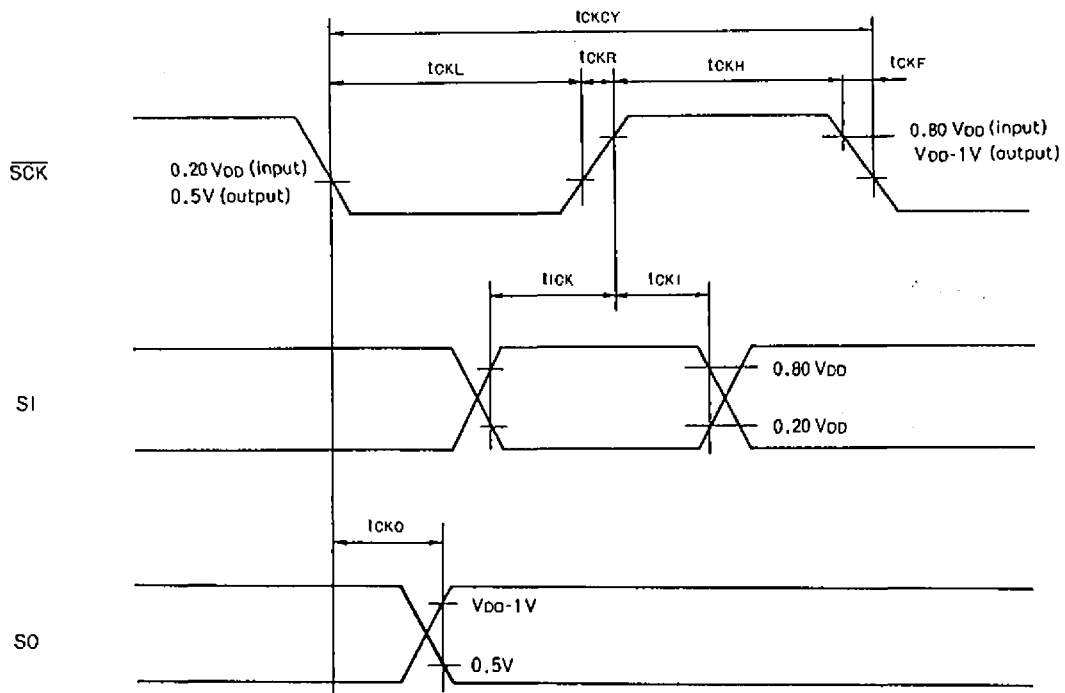 tCKCY
tCKL
tCKR
tCKH
tCKF
SCK
0.20 VDD (input)
0.5V (output)
0.80 VDD (input)
VDD-1V (output)
tICK
tCKI
SI
0.80 VDD
0.20 VDD
tCKO
SO
VDD-1V
0.5V